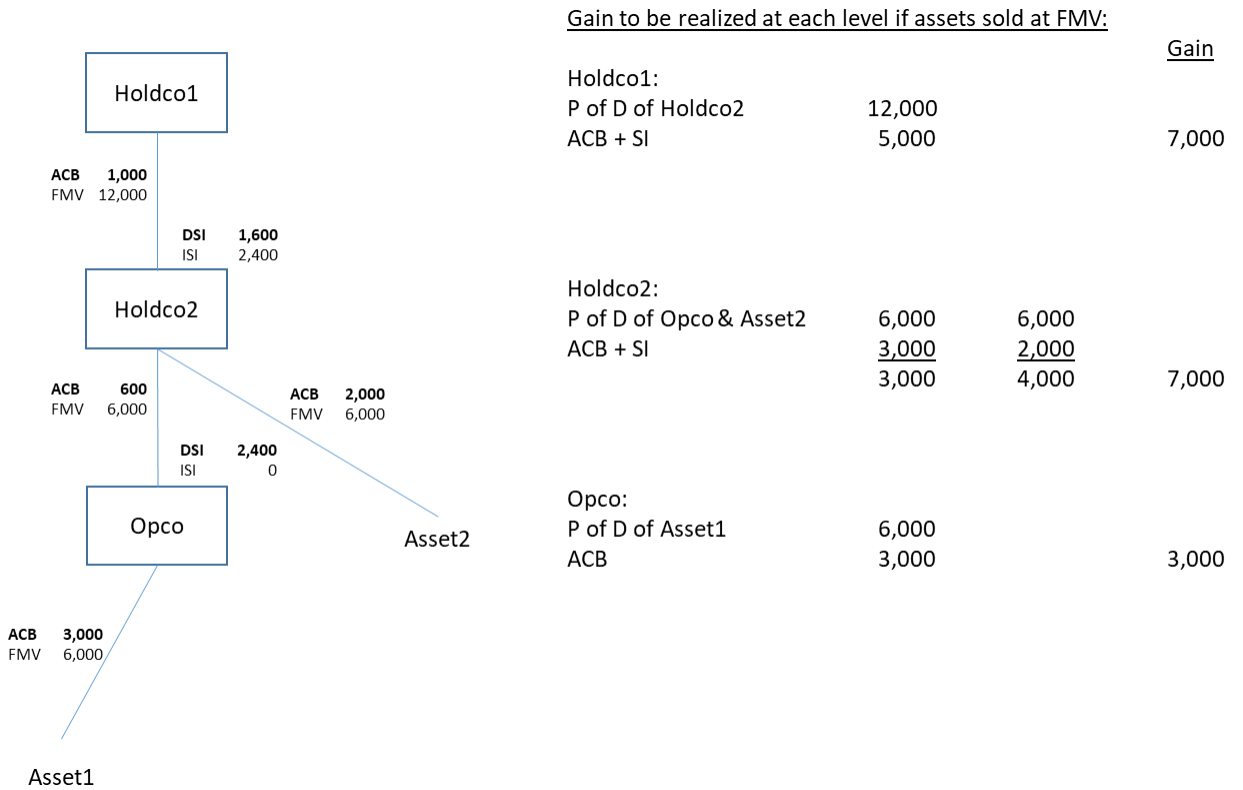 Gain to be realized at each level if assets sold at FMV:
Gain
Holdco1
Holdco1:
P of D of Holdco2 12,000
ACB + SI 5,000 7,000
ACB 1,000
FMV 12,000
DSI 1,600
ISI 2,400
Holdco2
Holdco2:
P of D of Opco & Asset2 6,000 6,000
ACB + SI 3,000 2,000
3,000 4,000 7,000
ACB 600
FMV 6,000
ACB 2,000
FMV 6,000
DSI 2,400
ISI 0
Opco
Asset2
Opco:
P of D of Asset1 6,000
ACB 3,000 3,000
ACB 3,000
FMV 6,000
Asset1